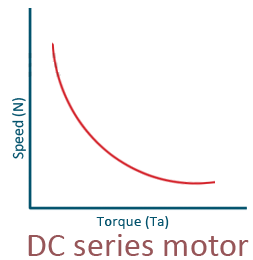 Speed (N)
Torque (Ta)
DC series motor